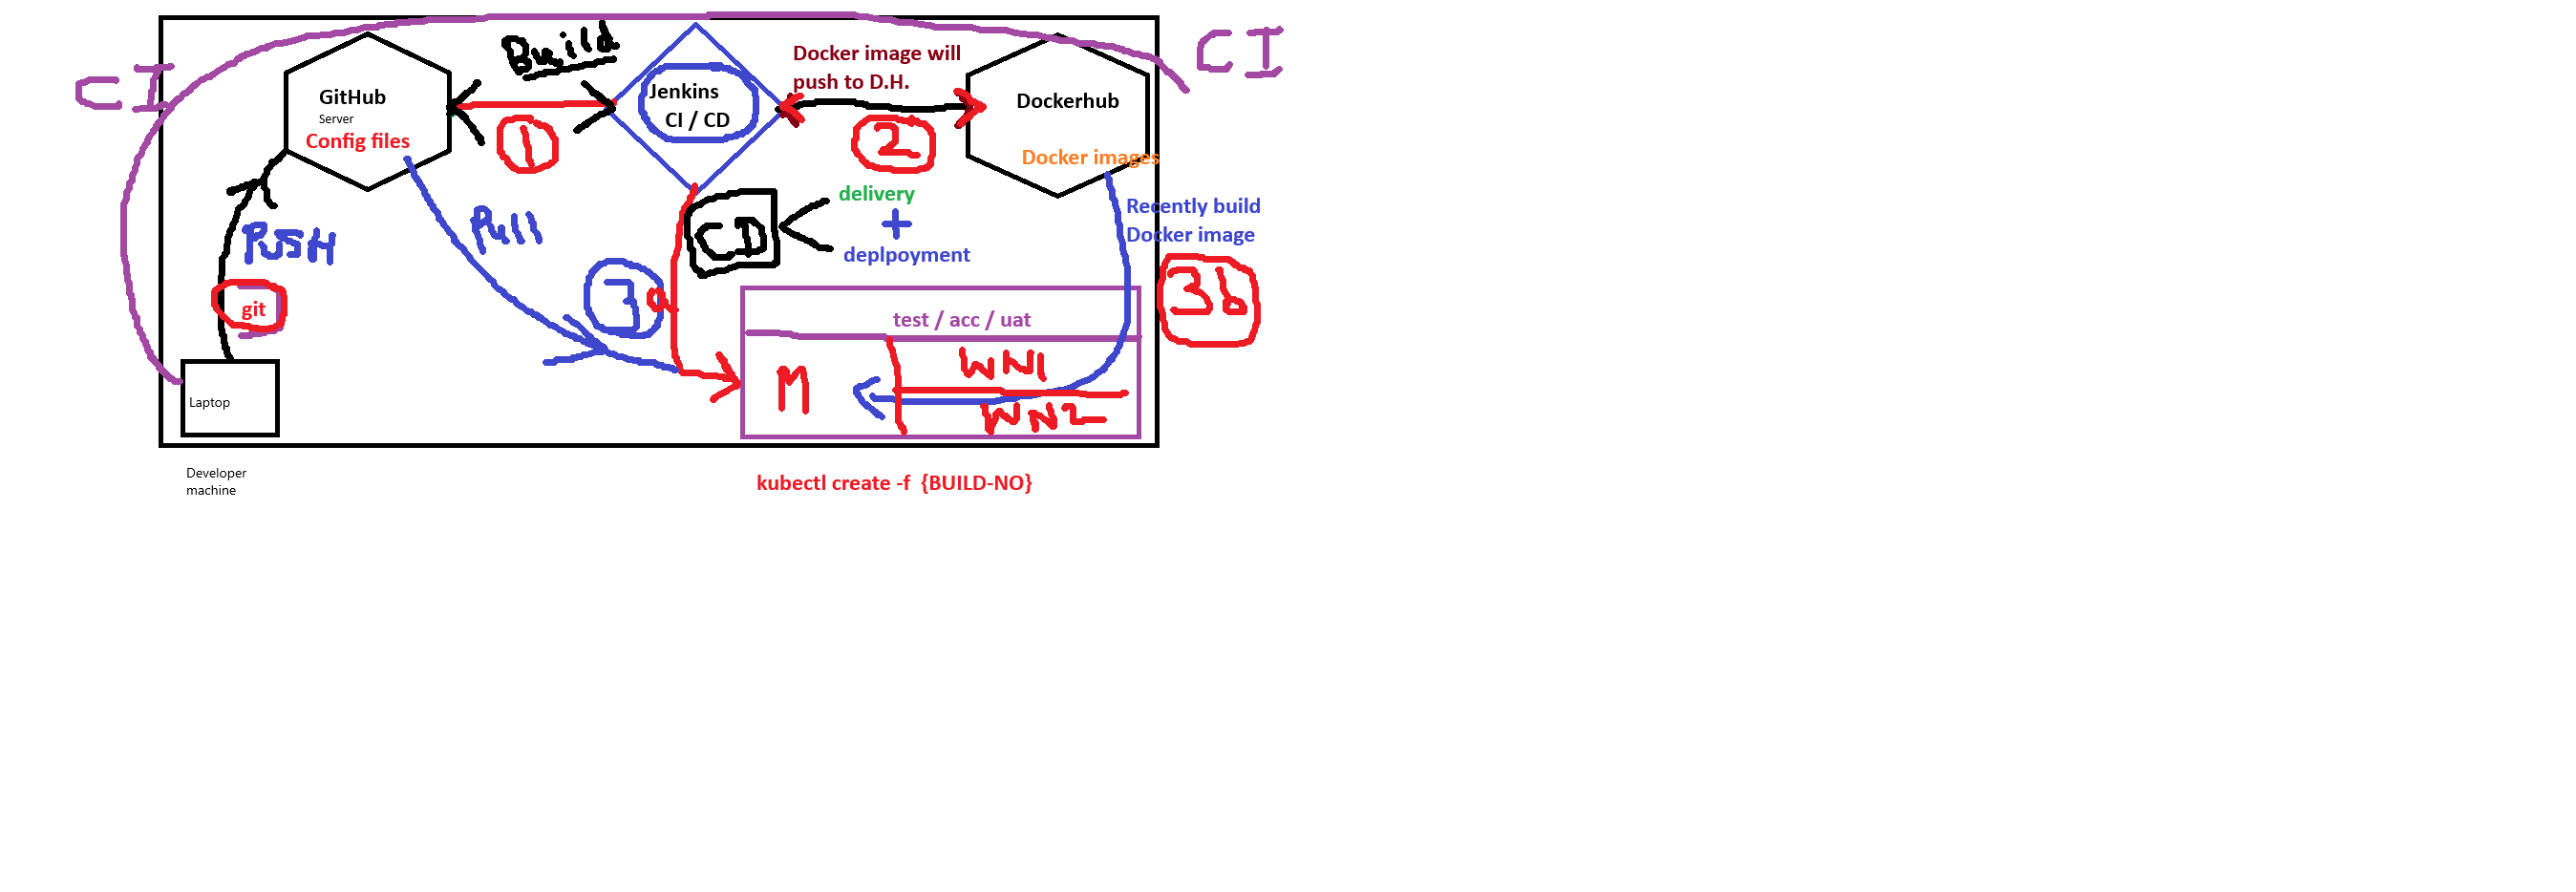 CI
CI
Build
GitHub
Server
Config files
1
Jenkins
CI / CD
Docker image will
push to D.H.
2
Dockerhub
Docker images
PUSH
Pull
git
CD
delivery
+
deplpoyment
Recently build
Docker image
3a
3b
test / acc / uat
M
WN1
WN2
Laptop
Developer
machine
kubectl create -f  {BUILD-NO}